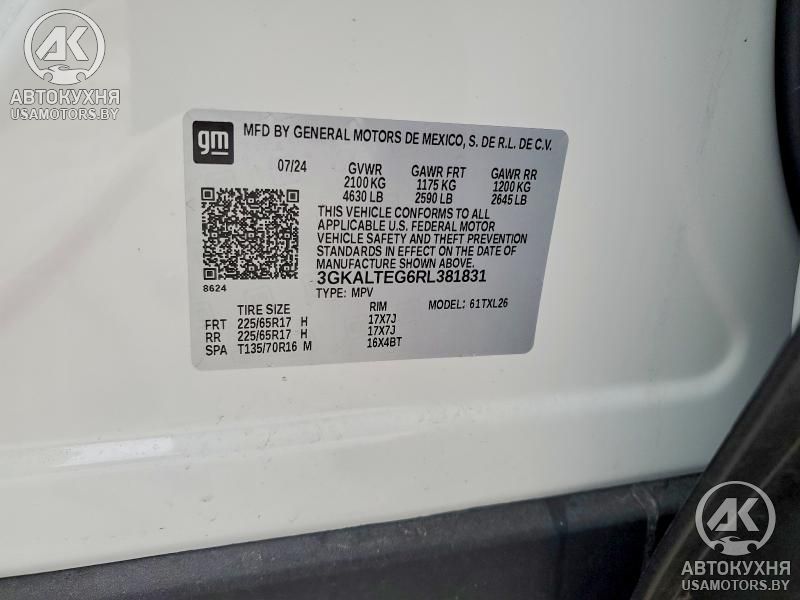 AK
АВТОКУХНЯ
USAMOTORS.BY
gm MFD BY GENERAL MOTORS DE MEXICO, S. DE R.L. DE C.V.
07/24 GVWR GAWR FRT GAWR RR
2100 KG 1175 KG 1200 KG
4630 LB 2590 LB 2645 LB
THIS VEHICLE CONFORMS TO ALL
APPLICABLE U.S. FEDERAL MOTOR
VEHICLE SAFETY AND THEFT PREVENTION
STANDARDS IN EFFECT ON THE DATE OF
MANUFACTURE SHOWN ABOVE.
8624 3GKALTEG6RL381831
TYPE: MPV MODEL: 61TXL26
TIRE SIZE RIM
FRT 225/65R17 H 17X7J
RR 225/65R17 H 17X7J
SPA T135/70R16 M 16X4BT
AK
АВТОКУХНЯ
USAMOTORS.BY